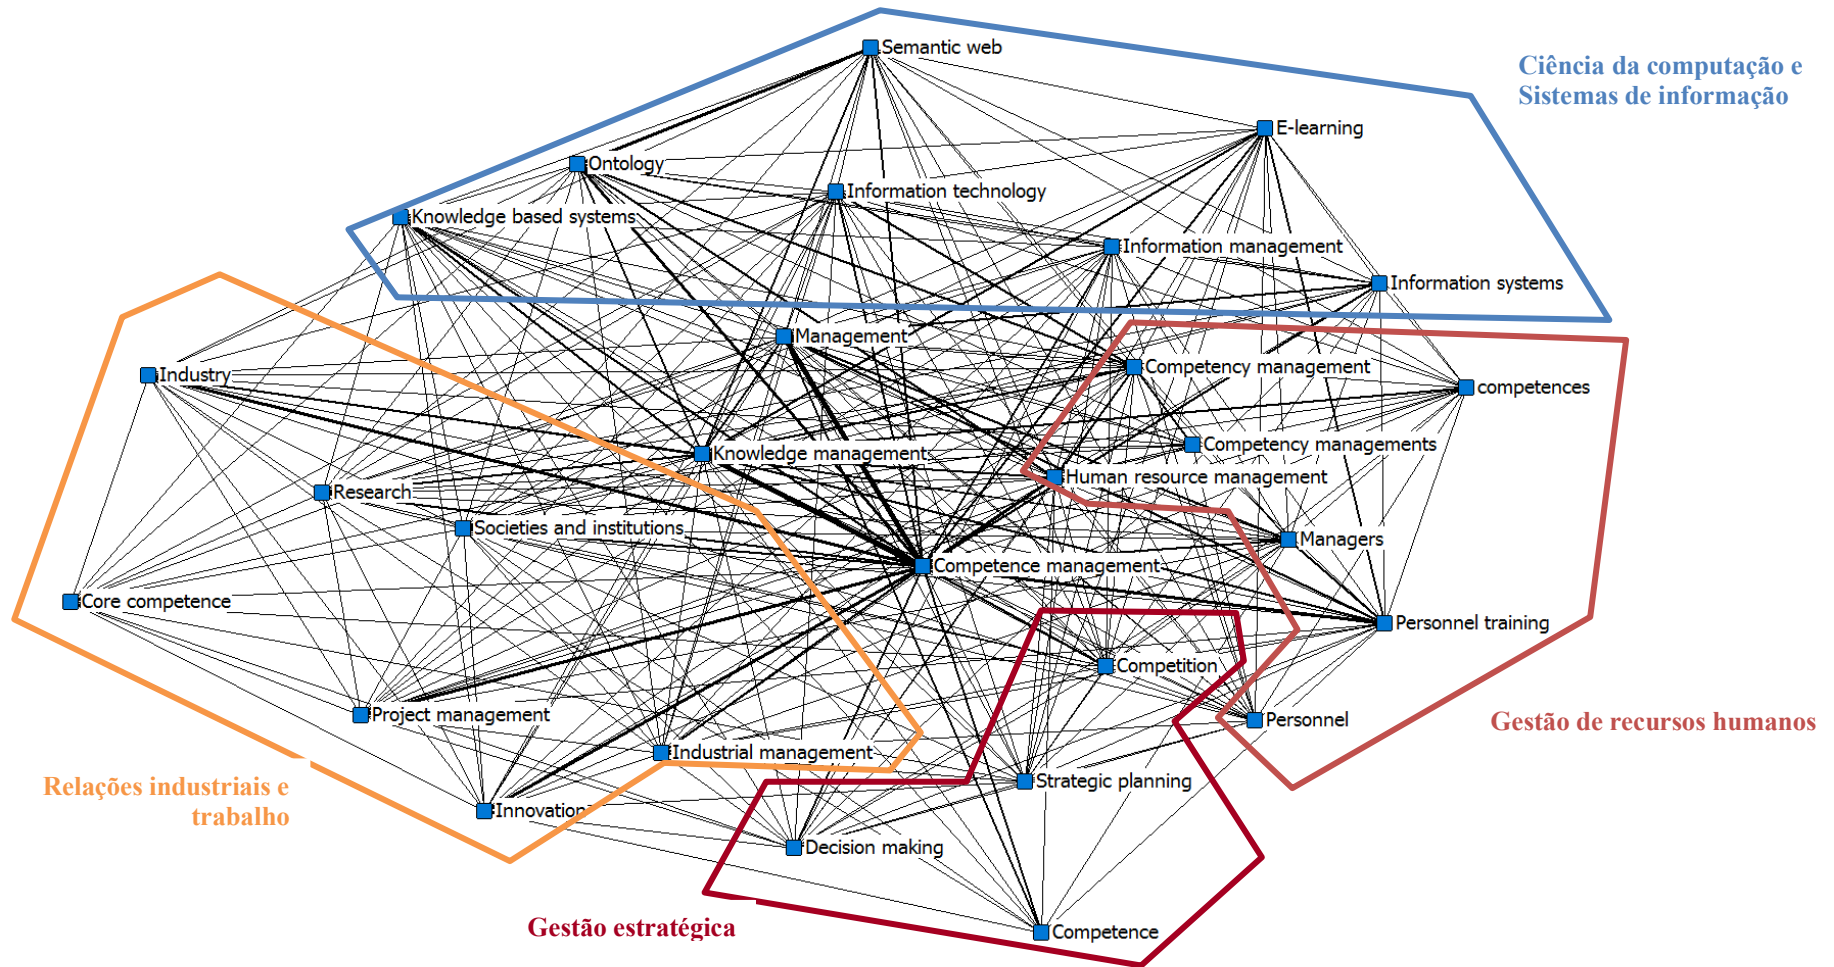 Semantic web
Ciência da computação e
Sistemas de informação
E-learning
Ontology
Information technology
Knowledge based systems
Information management
Information systems
Management
Competency management
Industry
competences
Competency managements
Knowledge management
Human resource management
Research
Societies and institutions
Managers
Competence management
Core competence
Personnel training
Competition
Project management
Personnel
Gestão de recursos humanos
Industrial management
Strategic planning
Relações industriais e
trabalho
Innovation
Decision making
Gestão estratégica
Competence